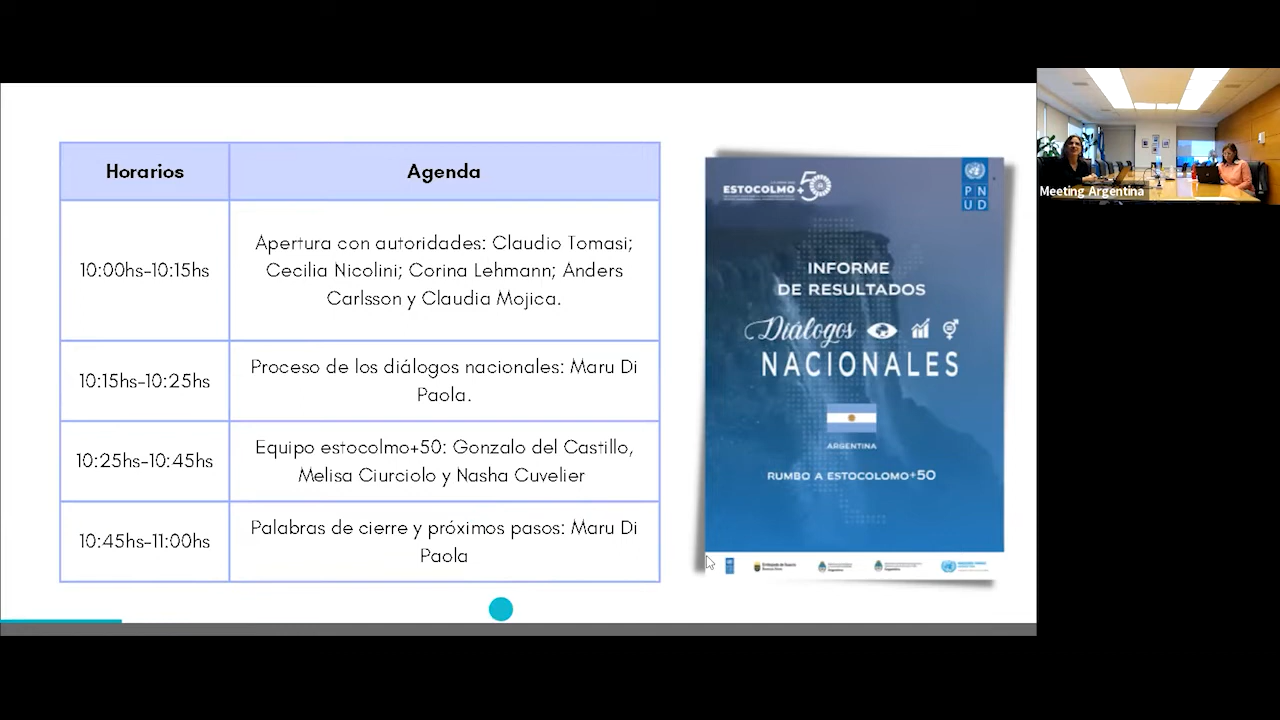 Horarios
Agenda
10:00hs-10:15hs
Apertura con autoridades: Claudio Tomasi;
Cecilia Nicolini; Corina Lehmann; Anders
Carlsson y Claudia Mojica.
10:15hs-10:25hs
Proceso de los diálogos nacionales: Maru Di
Paola.
10:25hs-10:45hs
Equipo estocolmo+50: Gonzalo del Castillo,
Melisa Ciurciolo y Nasha Cuvelier
10:45hs-11:00hs
Palabras de cierre y próximos pasos: Maru Di
Paola
ESTOCOLMO+50
PN
UD
INFORME
DE RESULTADOS
Diálogos
NACIONALES
ARGENTINA
RUMBO A ESTOCOLOMO+50
Meeting Argentina